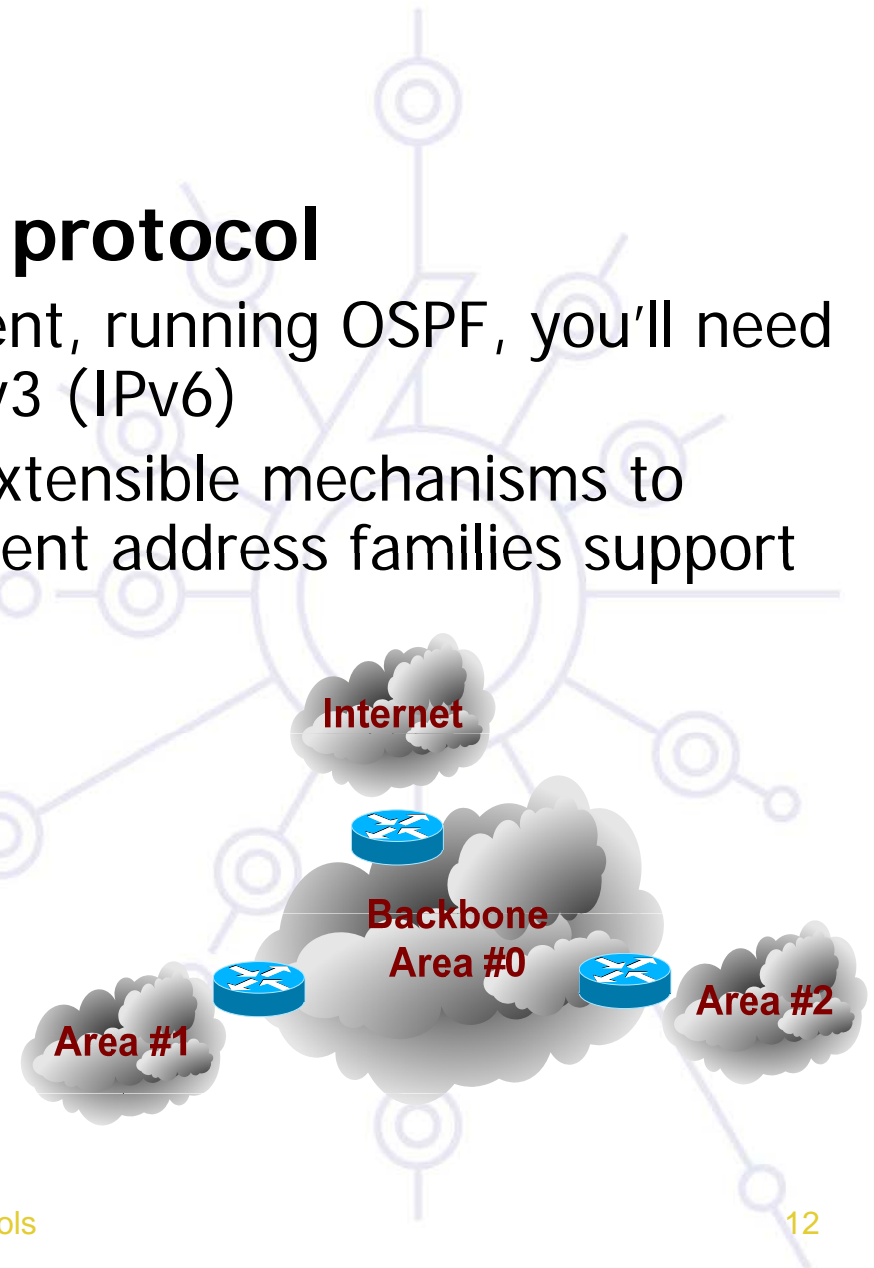 protocol
ent, running OSPF, you'll need
v3 (IPv6)
xtensible mechanisms to
ent address families support
Internet
Backbone
Area #0
Area #2
Area #1
ols
12